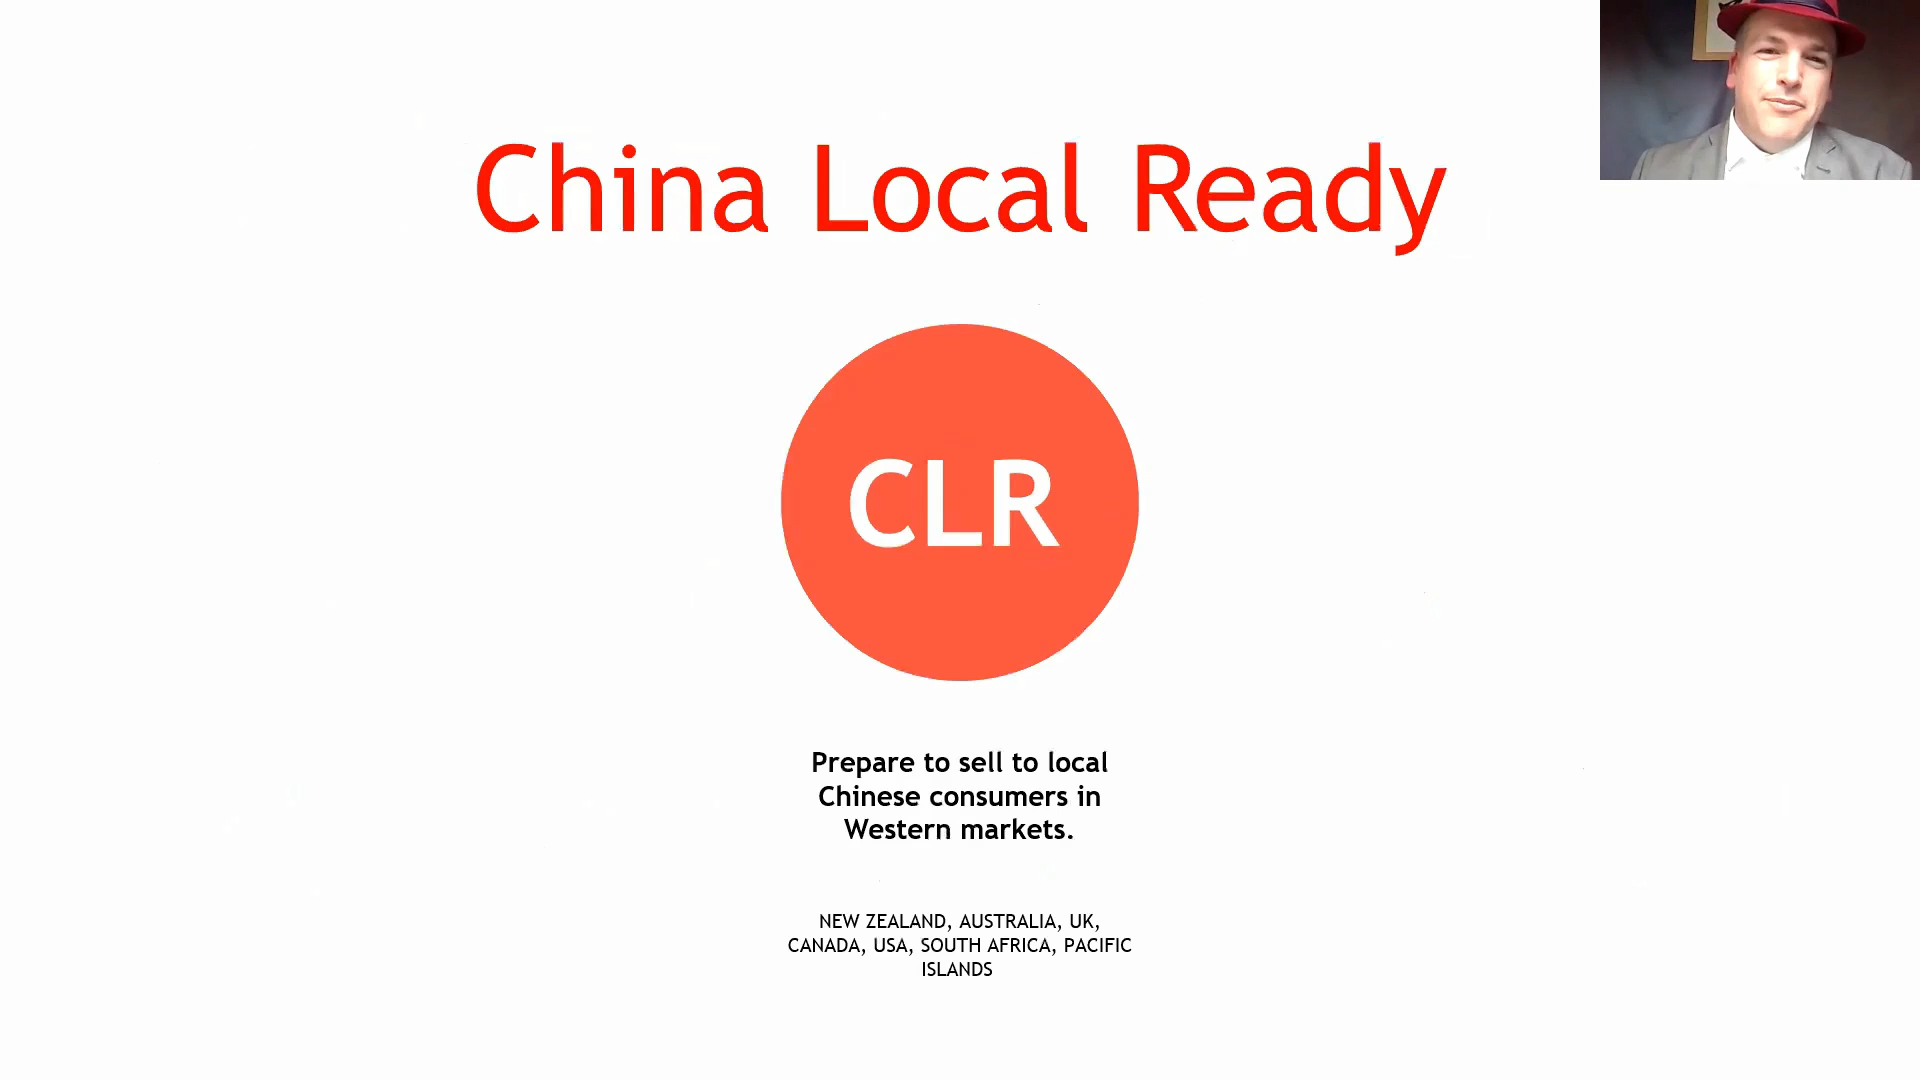 China Local Ready
CLR
Prepare to sell to local
Chinese consumers in
Western markets.
NEW ZEALAND, AUSTRALIA, UK,
CANADA, USA, SOUTH AFRICA, PACIFIC
ISLANDS